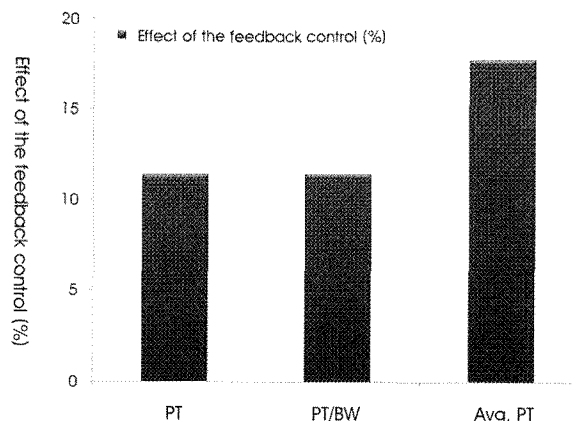 Effect of the feedback control (%)
20
Effect of the feedback control (%)
15
10
5
0
PT
PT/BW
Avg. PT